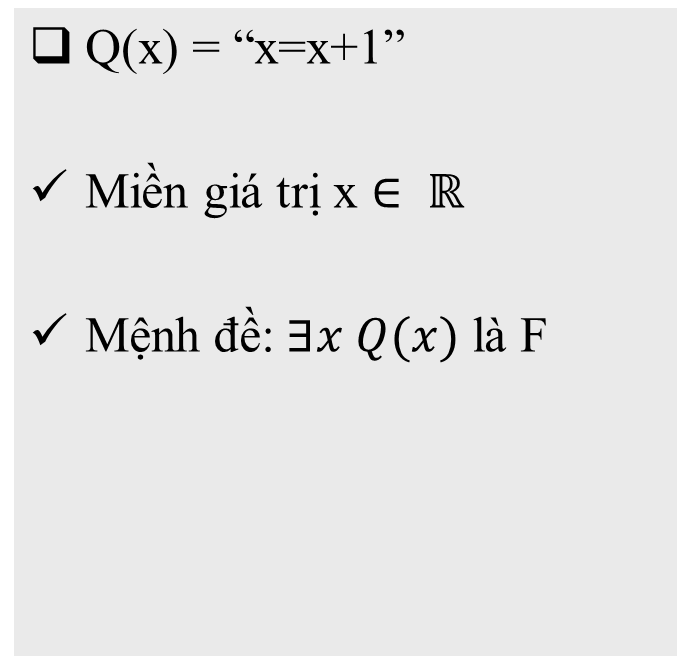 ❑ Q(x) = “x=x+1”
✓ Miền giá trị x ∈ ℝ
✓ Mệnh đề: ∃𝑥 𝑄(𝑥) là F